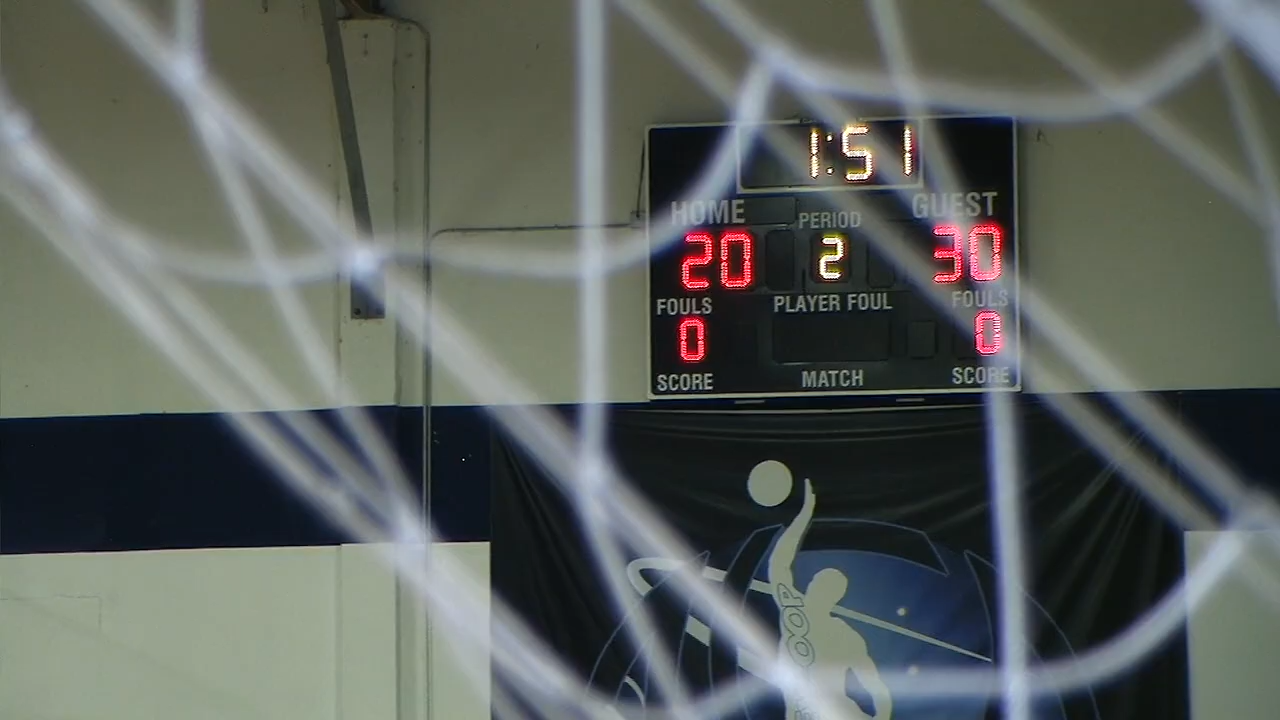 1:51
HOME PERIOD GUEST
20 2 30
FOULS PLAYER FOUL FOULS
0 0
SCORE MATCH SCORE